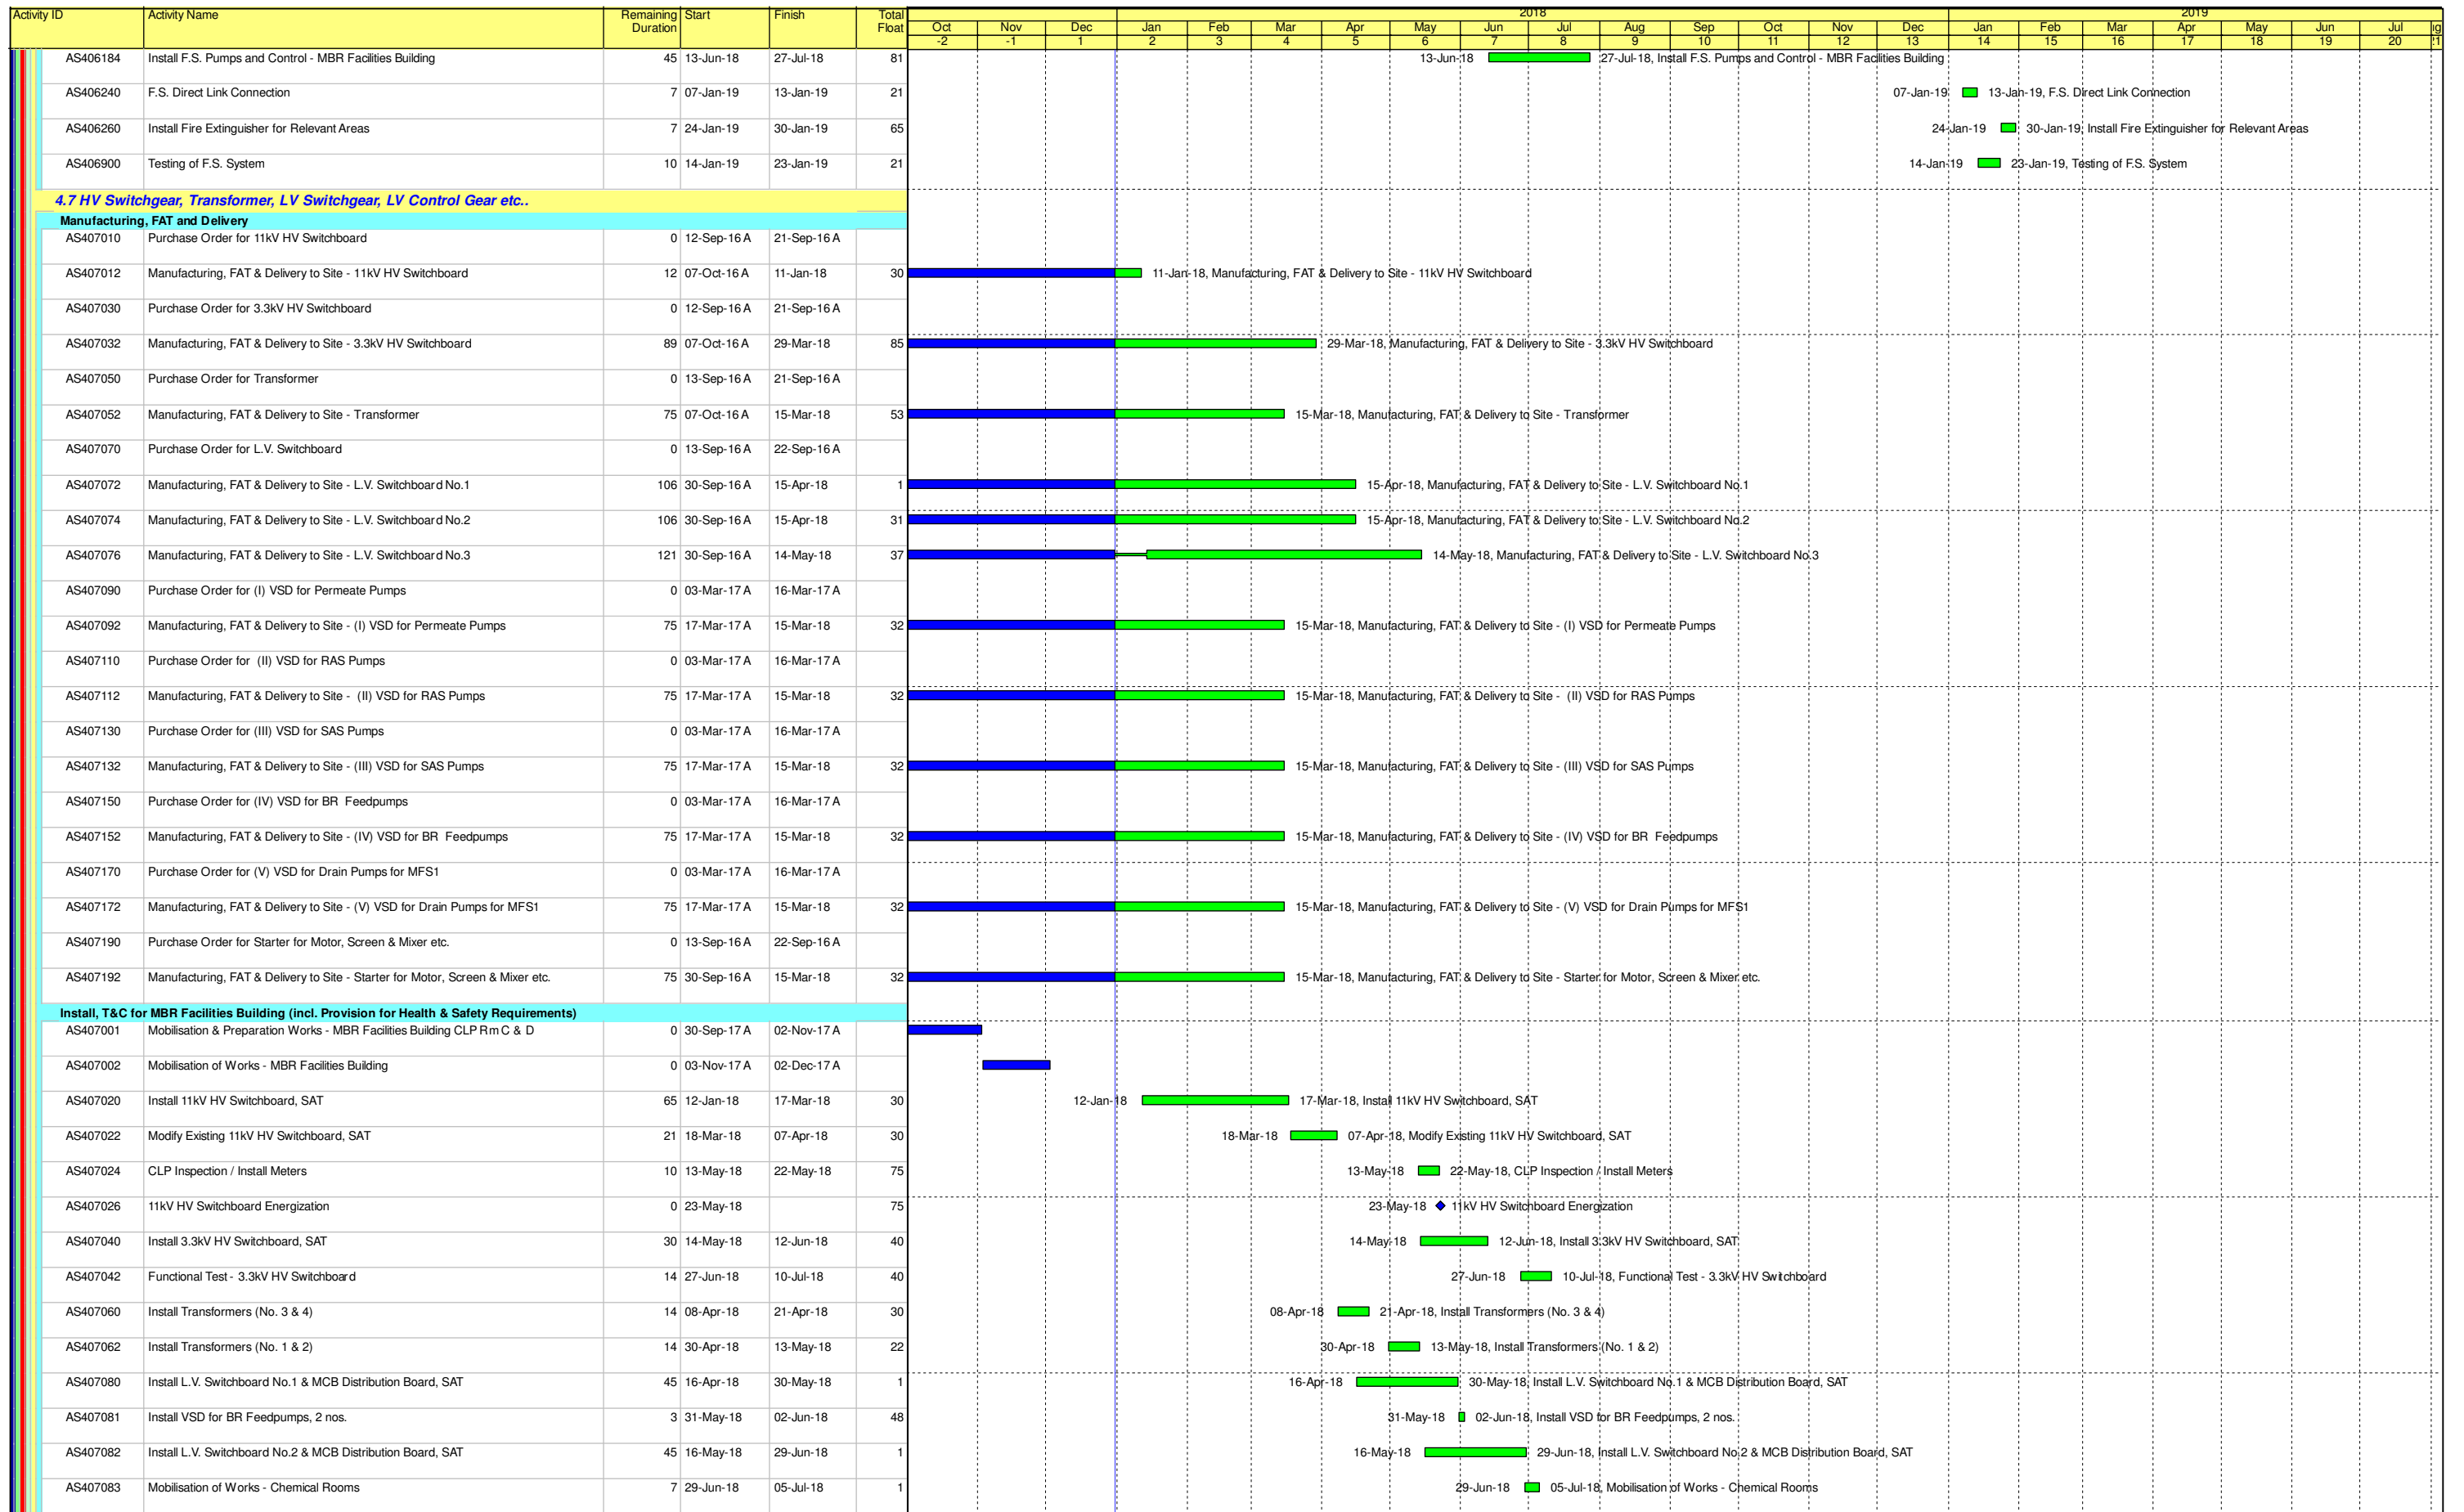 Activity ID Activity Name Remaining Duration Start Finish Total Float
2018 2019
Oct Nov Dec Jan Feb Mar Apr May Jun Jul Aug Sep Oct Nov Dec Jan Feb Mar Apr May Jun Jul
-2 -1 1 2 3 4 5 6 7 8 9 10 11 12 13 14 15 16 17 18 19 20
AS406184 Install F.S. Pumps and Control - MBR Facilities Building 45 13-Jun-18 27-Jul-18 81 13-Jun-18 27-Jul-18, Install F.S. Pumps and Control - MBR Facilities Building
AS406240 F.S. Direct Link Connection 7 07-Jan-19 13-Jan-19 21 07-Jan-19 13-Jan-19, F.S. Direct Link Connection
AS406260 Install Fire Extinguisher for Relevant Areas 7 24-Jan-19 30-Jan-19 65 24-Jan-19 30-Jan-19, Install Fire Extinguisher for Relevant Areas
AS406900 Testing of F.S. System 10 14-Jan-19 23-Jan-19 21 14-Jan-19 23-Jan-19, Testing of F.S. System
4.7 HV Switchgear, Transformer, LV Switchgear, LV Control Gear etc..
Manufacturing, FAT and Delivery
AS407010 Purchase Order for 11kV HV Switchboard 0 12-Sep-16 A 21-Sep-16 A
AS407012 Manufacturing, FAT & Delivery to Site - 11kV HV Switchboard 12 07-Oct-16 A 11-Jan-18 30 11-Jan-18, Manufacturing, FAT & Delivery to Site - 11kV HV Switchboard
AS407030 Purchase Order for 3.3kV HV Switchboard 0 12-Sep-16 A 21-Sep-16 A
AS407032 Manufacturing, FAT & Delivery to Site - 3.3kV HV Switchboard 89 07-Oct-16 A 29-Mar-18 85 29-Mar-18, Manufacturing, FAT & Delivery to Site - 3.3kV HV Switchboard
AS407050 Purchase Order for Transformer 0 13-Sep-16 A 21-Sep-16 A
AS407052 Manufacturing, FAT & Delivery to Site - Transformer 75 07-Oct-16 A 15-Mar-18 53 15-Mar-18, Manufacturing, FAT & Delivery to Site - Transformer
AS407070 Purchase Order for L.V. Switchboard 0 13-Sep-16 A 22-Sep-16 A
AS407072 Manufacturing, FAT & Delivery to Site - L.V. Switchboard No.1 106 30-Sep-16 A 15-Apr-18 1 15-Apr-18, Manufacturing, FAT & Delivery to Site - L.V. Switchboard No.1
AS407074 Manufacturing, FAT & Delivery to Site - L.V. Switchboard No.2 106 30-Sep-16 A 15-Apr-18 31 15-Apr-18, Manufacturing, FAT & Delivery to Site - L.V. Switchboard No.2
AS407076 Manufacturing, FAT & Delivery to Site - L.V. Switchboard No.3 121 30-Sep-16 A 14-May-18 37 14-May-18, Manufacturing, FAT & Delivery to Site - L.V. Switchboard No.3
AS407090 Purchase Order for (I) VSD for Permeate Pumps 0 03-Mar-17 A 16-Mar-17 A
AS407092 Manufacturing, FAT & Delivery to Site - (I) VSD for Permeate Pumps 75 17-Mar-17 A 15-Mar-18 32 15-Mar-18, Manufacturing, FAT & Delivery to Site - (I) VSD for Permeate Pumps
AS407110 Purchase Order for (II) VSD for RAS Pumps 0 03-Mar-17 A 16-Mar-17 A
AS407112 Manufacturing, FAT & Delivery to Site - (II) VSD for RAS Pumps 75 17-Mar-17 A 15-Mar-18 32 15-Mar-18, Manufacturing, FAT & Delivery to Site - (II) VSD for RAS Pumps
AS407130 Purchase Order for (III) VSD for SAS Pumps 0 03-Mar-17 A 16-Mar-17 A
AS407132 Manufacturing, FAT & Delivery to Site - (III) VSD for SAS Pumps 75 17-Mar-17 A 15-Mar-18 32 15-Mar-18, Manufacturing, FAT & Delivery to Site - (III) VSD for SAS Pumps
AS407150 Purchase Order for (IV) VSD for BR Feedpumps 0 03-Mar-17 A 16-Mar-17 A
AS407152 Manufacturing, FAT & Delivery to Site - (IV) VSD for BR Feedpumps 75 17-Mar-17 A 15-Mar-18 32 15-Mar-18, Manufacturing, FAT & Delivery to Site - (IV) VSD for BR Feedpumps
AS407170 Purchase Order for (V) VSD for Drain Pumps for MFS1 0 03-Mar-17 A 16-Mar-17 A
AS407172 Manufacturing, FAT & Delivery to Site - (V) VSD for Drain Pumps for MFS1 75 17-Mar-17 A 15-Mar-18 32 15-Mar-18, Manufacturing, FAT & Delivery to Site - (V) VSD for Drain Pumps for MFS1
AS407190 Purchase Order for Starter for Motor, Screen & Mixer etc. 0 13-Sep-16 A 22-Sep-16 A
AS407192 Manufacturing, FAT & Delivery to Site - Starter for Motor, Screen & Mixer etc. 75 30-Sep-16 A 15-Mar-18 32 15-Mar-18, Manufacturing, FAT & Delivery to Site - Starter for Motor, Screen & Mixer etc.
Install, T&C for MBR Facilities Building (incl. Provision for Health & Safety Requirements)
AS407001 Mobilisation & Preparation Works - MBR Facilities Building CLP Rm C & D 0 30-Sep-17 A 02-Nov-17 A
AS407002 Mobilisation of Works - MBR Facilities Building 0 03-Nov-17 A 02-Dec-17 A
AS407020 Install 11kV HV Switchboard, SAT 65 12-Jan-18 17-Mar-18 30 12-Jan-18 17-Mar-18, Install 11kV HV Switchboard, SAT
AS407022 Modify Existing 11kV HV Switchboard, SAT 21 18-Mar-18 07-Apr-18 30 18-Mar-18 07-Apr-18, Modify Existing 11kV HV Switchboard, SAT
AS407024 CLP Inspection / Install Meters 10 13-May-18 22-May-18 75 13-May-18 22-May-18, CLP Inspection / Install Meters
AS407026 11kV HV Switchboard Energization 0 23-May-18 75 23-May-18 11kV HV Switchboard Energization
AS407040 Install 3.3kV HV Switchboard, SAT 30 14-May-18 12-Jun-18 40 14-May-18 12-Jun-18, Install 3.3kV HV Switchboard, SAT
AS407042 Functional Test - 3.3kV HV Switchboard 14 27-Jun-18 10-Jul-18 40 27-Jun-18 10-Jul-18, Functional Test - 3.3kV HV Switchboard
AS407060 Install Transformers (No. 3 & 4) 14 08-Apr-18 21-Apr-18 30 08-Apr-18 21-Apr-18, Install Transformers (No. 3 & 4)
AS407062 Install Transformers (No. 1 & 2) 14 30-Apr-18 13-May-18 22 30-Apr-18 13-May-18, Install Transformers (No. 1 & 2)
AS407080 Install L.V. Switchboard No.1 & MCB Distribution Board, SAT 45 16-Apr-18 30-May-18 1 16-Apr-18 30-May-18, Install L.V. Switchboard No.1 & MCB Distribution Board, SAT
AS407081 Install VSD for BR Feedpumps, 2 nos. 3 31-May-18 02-Jun-18 48 31-May-18 02-Jun-18, Install VSD for BR Feedpumps, 2 nos.
AS407082 Install L.V. Switchboard No.2 & MCB Distribution Board, SAT 45 16-May-18 29-Jun-18 1 16-May-18 29-Jun-18, Install L.V. Switchboard No.2 & MCB Distribution Board, SAT
AS407083 Mobilisation of Works - Chemical Rooms 7 29-Jun-18 05-Jul-18 1 29-Jun-18 05-Jul-18, Mobilisation of Works - Chemical Rooms